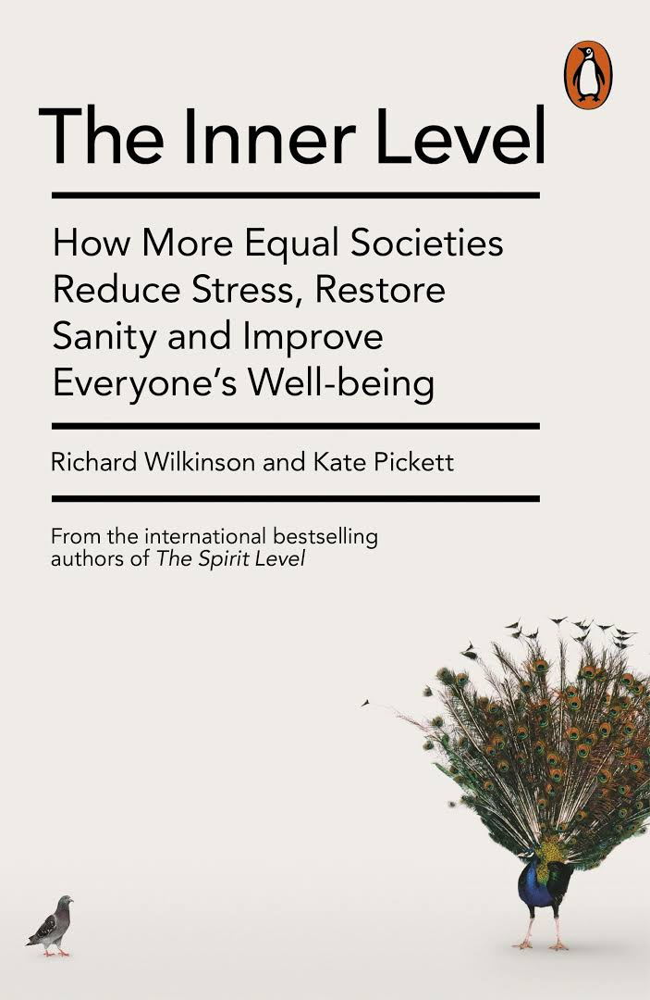 The Inner Level
How More Equal Societies
Reduce Stress, Restore
Sanity and Improve
Everyone’s Well-being
Richard Wilkinson and Kate Pickett
From the international bestselling
authors of The Spirit Level